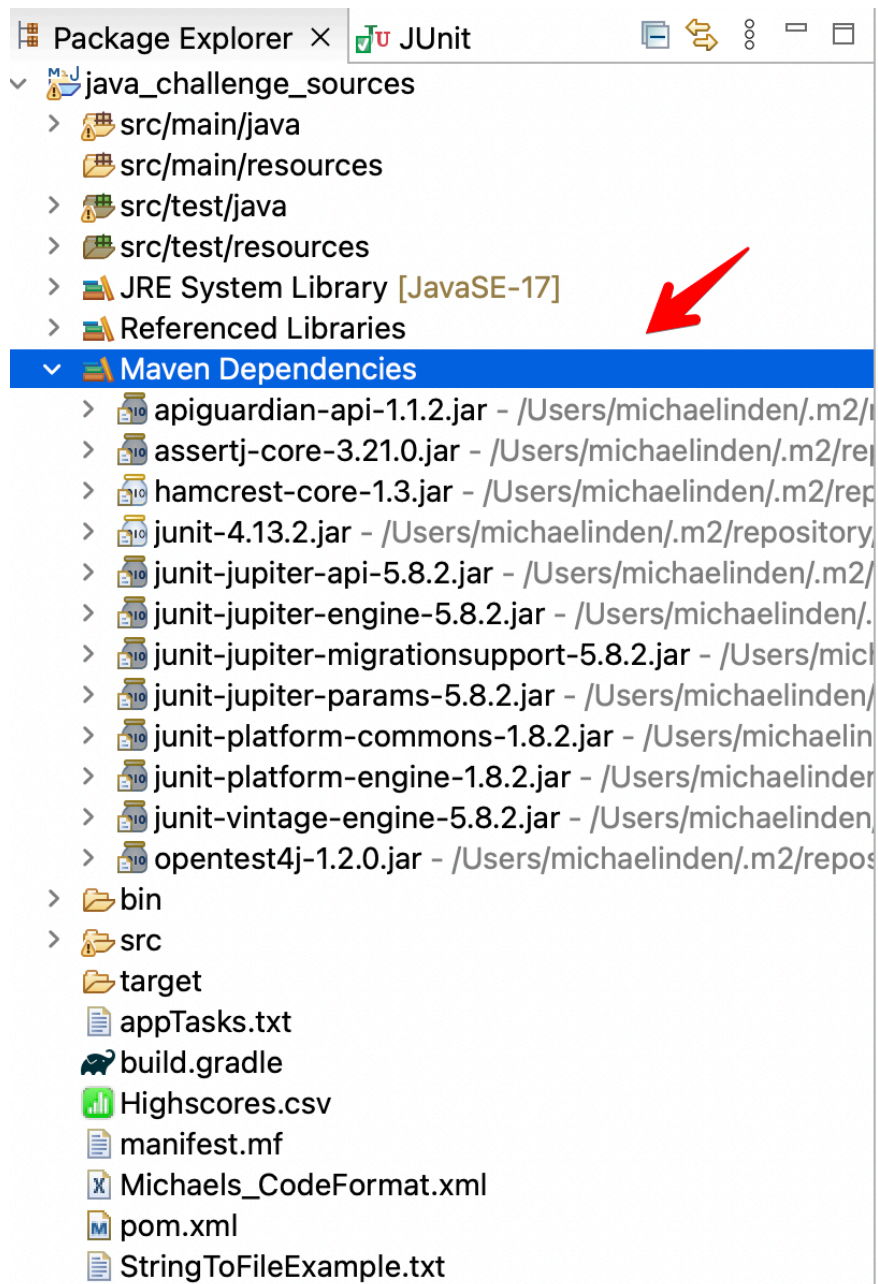 Package Explorer × JUnit
java_challenge_sources
src/main/java
src/main/resources
src/test/java
src/test/resources
JRE System Library [JavaSE-17]
Referenced Libraries
Maven Dependencies
apiguardian-api-1.1.2.jar - /Users/michaelinden/.m2/
assertj-core-3.21.0.jar - /Users/michaelinden/.m2/re
hamcrest-core-1.3.jar - /Users/michaelinden/.m2/rep
junit-4.13.2.jar - /Users/michaelinden/.m2/repository/
junit-jupiter-api-5.8.2.jar - /Users/michaelinden/.m2/
junit-jupiter-engine-5.8.2.jar - /Users/michaelinden/.
junit-jupiter-migrationsupport-5.8.2.jar - /Users/mic
junit-jupiter-params-5.8.2.jar - /Users/michaelinden/
junit-platform-commons-1.8.2.jar - /Users/michaelin
junit-platform-engine-1.8.2.jar - /Users/michaelinde
junit-vintage-engine-5.8.2.jar - /Users/michaelinden/
opentest4j-1.2.0.jar - /Users/michaelinden/.m2/repos
bin
src
target
appTasks.txt
build.gradle
Highscores.csv
manifest.mf
Michaels_CodeFormat.xml
pom.xml
StringToFileExample.txt